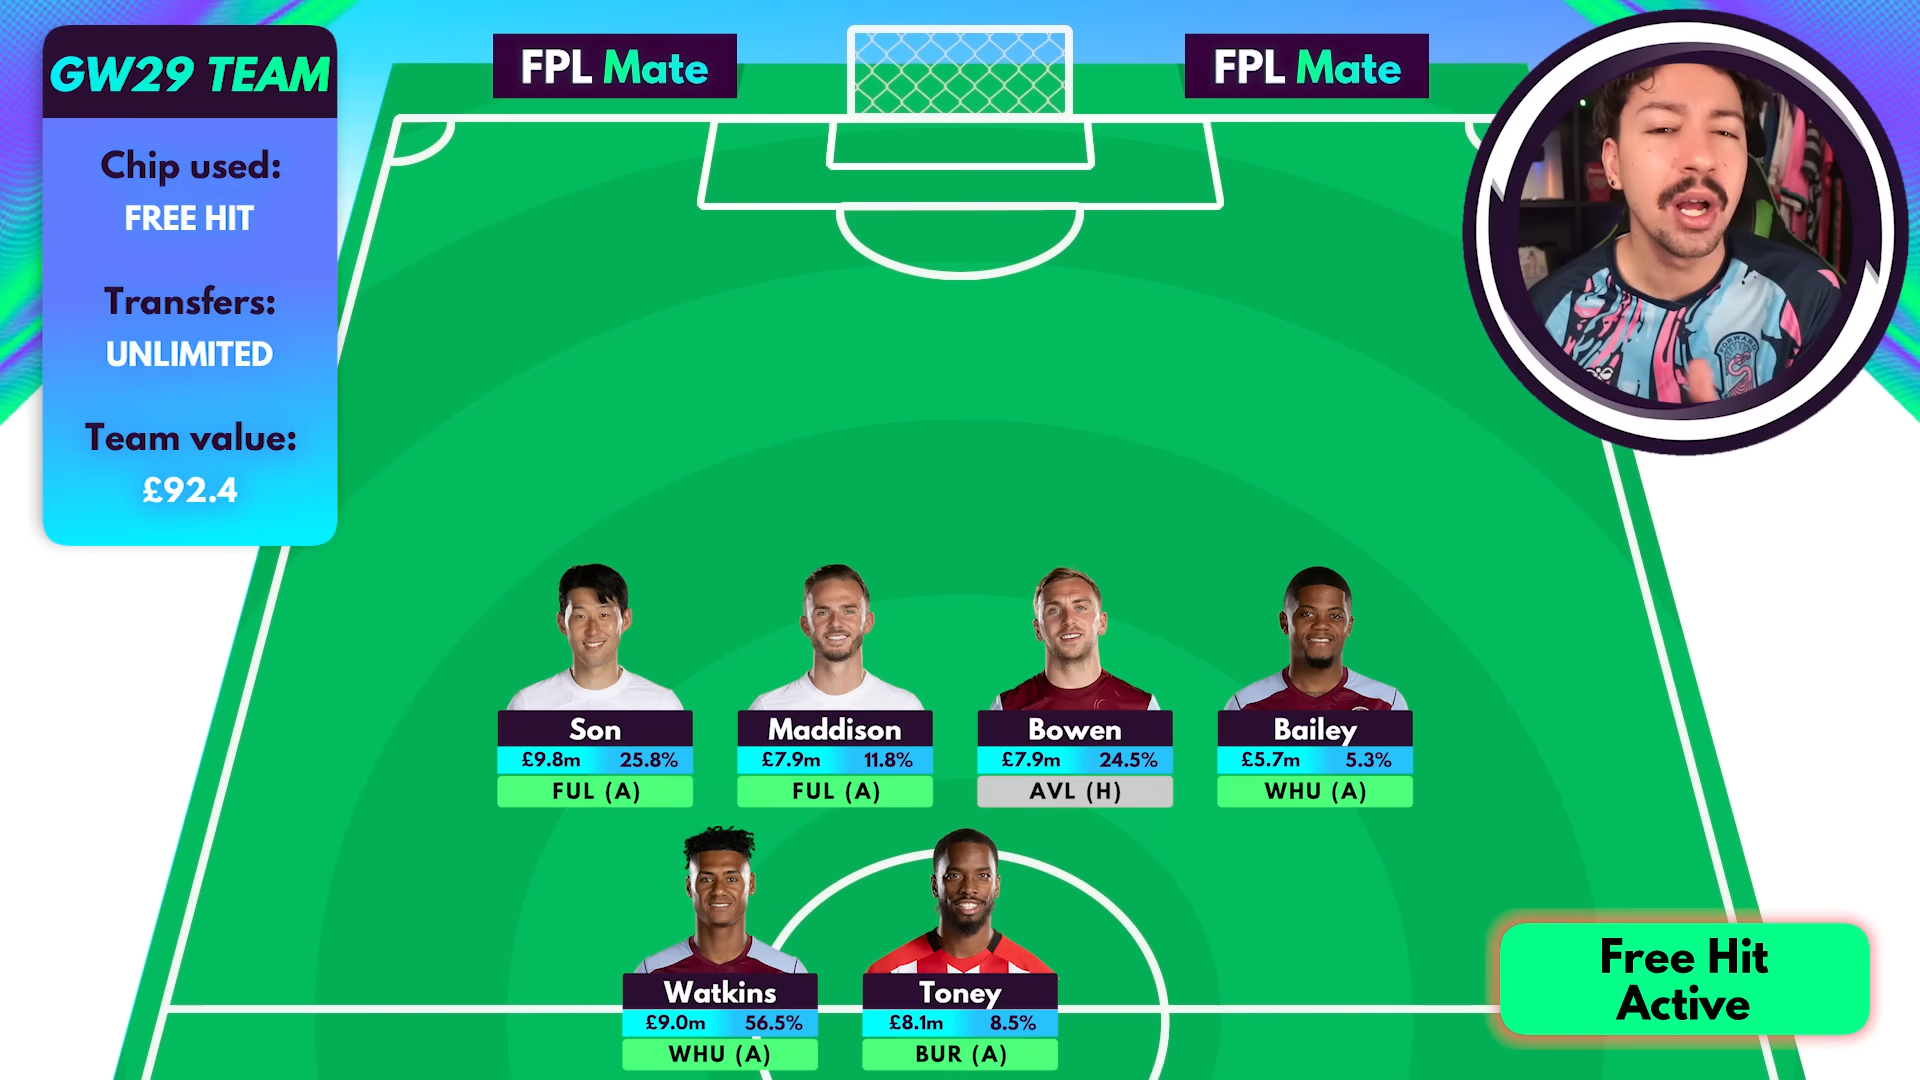 GW29 TEAM
Chip used:
FREE HIT
Transfers:
UNLIMITED
Team value:
£92.4
FPL Mate
FPL Mate
Son
£9.8m 25.8%
FUL (A)
Maddison
£7.9m 11.8%
FUL (A)
Bowen
£7.9m 24.5%
AVL (H)
Bailey
£5.7m 5.3%
WHU (A)
Watkins
£9.0m 56.5%
WHU (A)
Toney
£8.1m 8.5%
BUR (A)
Free Hit
Active
FORWARD